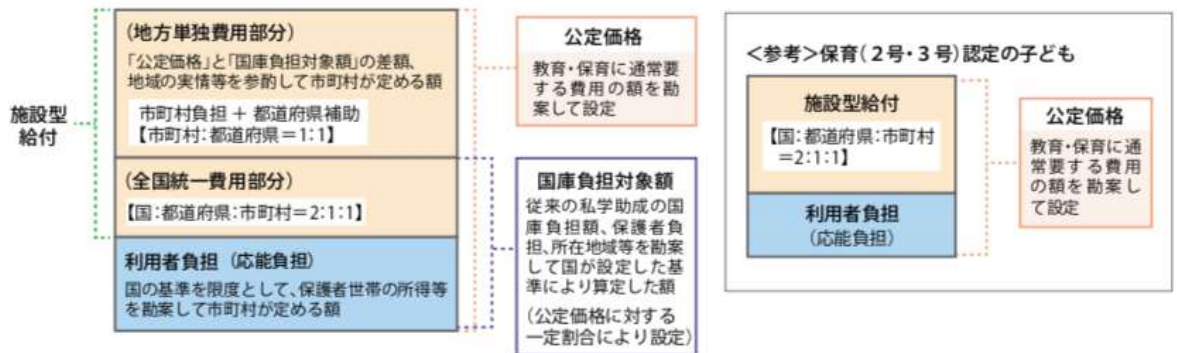 施設型
給付
(地方単独費用部分)
「公定価格」と「国庫負担対象額」の差額、
地域の実情等を参酌して市町村が定める額
市町村負担 + 都道府県補助
【市町村:都道府県=1:1】
(全国統一費用部分)
【国:都道府県:市町村=2:1:1】
利用者負担 (応能負担)
国の基準を限度として、保護者世帯の所得等
を勘案して市町村が定める額
公定価格
教育・保育に通常要
する費用の額を勘
案して設定
国庫負担対象額
従来の私学助成の国
庫負担額、保護者負
担、所在地域等を勘案
して国が設定した基
準により算定した額
(公定価格に対する
一定割合により設定)
<参考>保育(2号・3号)認定の子ども
施設型給付
【国:都道府県:市町村
=2:1:1】
利用者負担
(応能負担)
公定価格
教育・保育に通
常要する費用
の額を勘案し
て設定